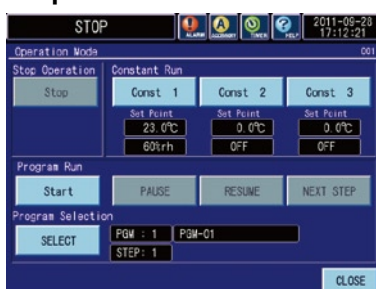 STOP
ALARM ACCESSORY TIMER HELP
2011-09-28
17:12:21
Operation Mode 001
Stop Operation Constant Run
Stop Const 1 Const 2 Const 3
Set Point Set Point Set Point
23.0℃ 0.0℃ 0.0℃
60%rh OFF OFF
Program Run
Start PAUSE RESUME NEXT STEP
Program Selection
SELECT PGM : 1 PGM-01
STEP: 1
CLOSE